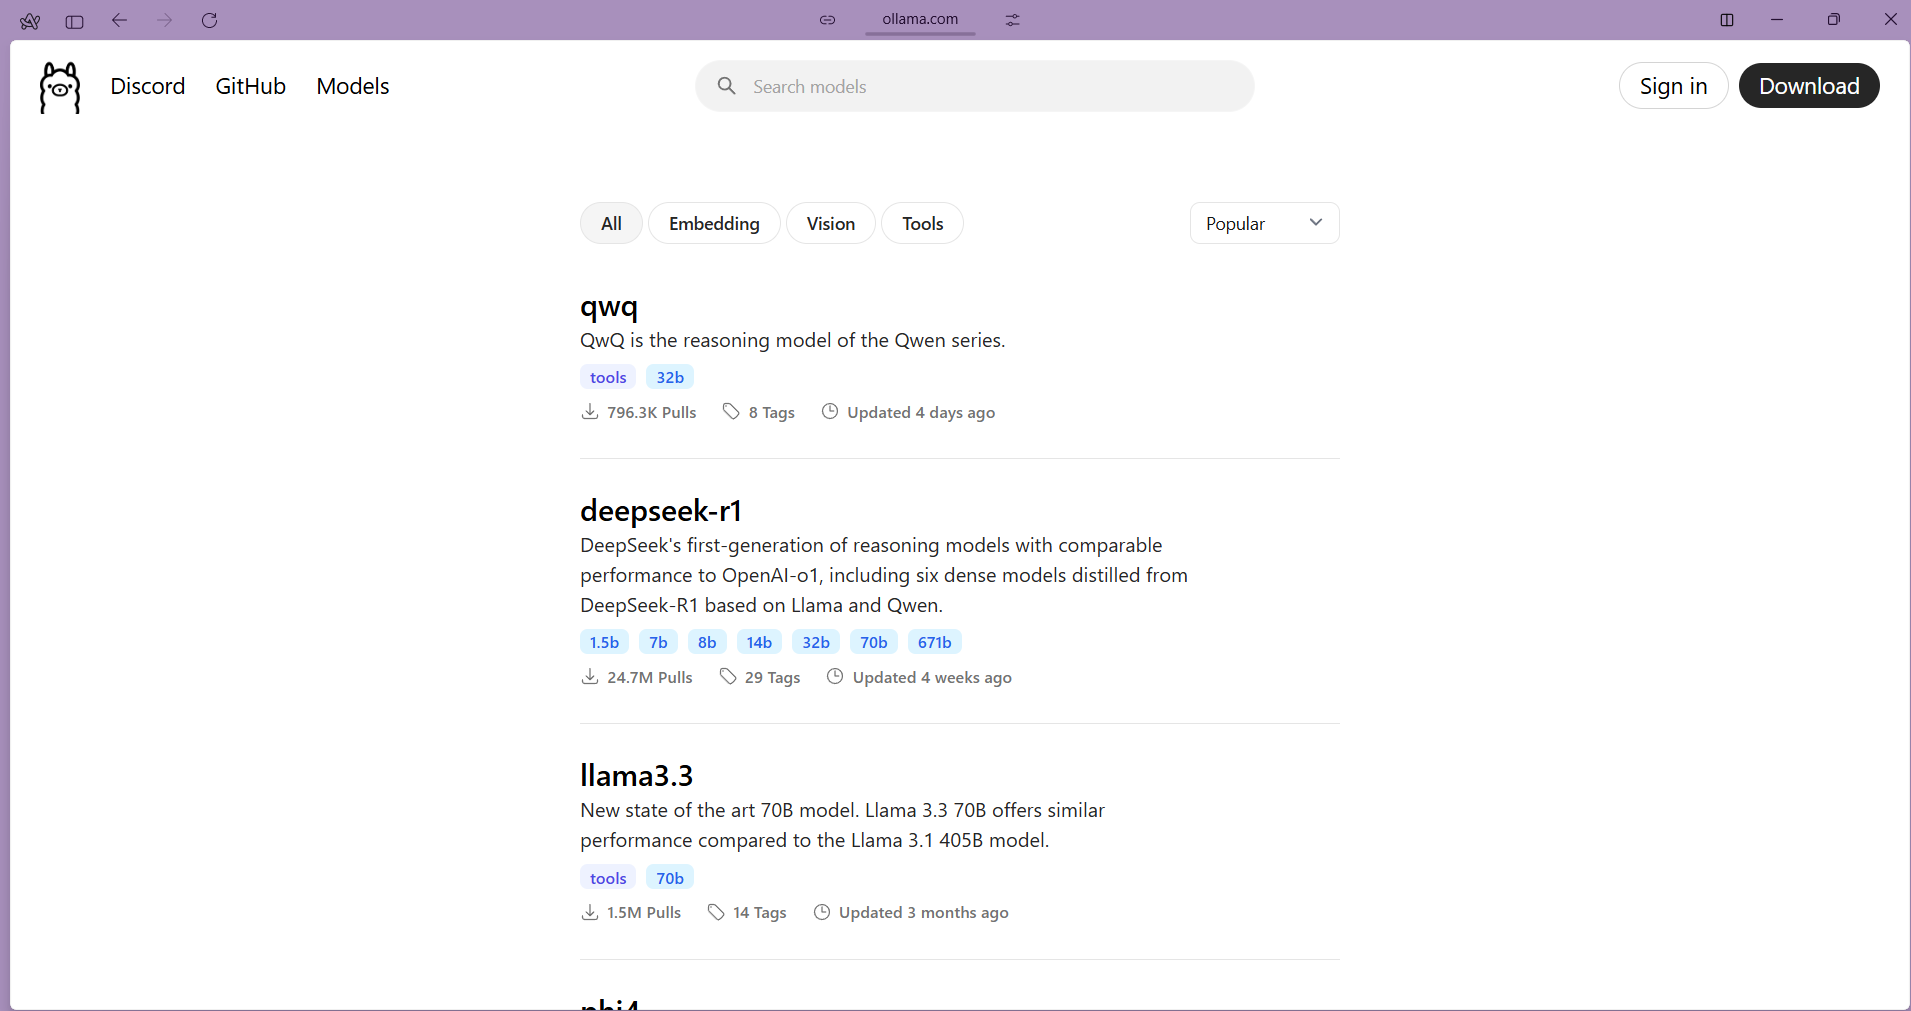 ollama.com
Discord GitHub Models Search models Sign in Download
All Embedding Vision Tools Popular
qwq
QwQ is the reasoning model of the Qwen series.
tools 32b
796.3K Pulls 8 Tags Updated 4 days ago
deepseek-r1
DeepSeek's first-generation of reasoning models with comparable
performance to OpenAI-o1, including six dense models distilled from
DeepSeek-R1 based on Llama and Qwen.
1.5b 7b 8b 14b 32b 70b 671b
24.7M Pulls 29 Tags Updated 4 weeks ago
llama3.3
New state of the art 70B model. Llama 3.3 70B offers similar
performance compared to the Llama 3.1 405B model.
tools 70b
1.5M Pulls 14 Tags Updated 3 months ago
phi4